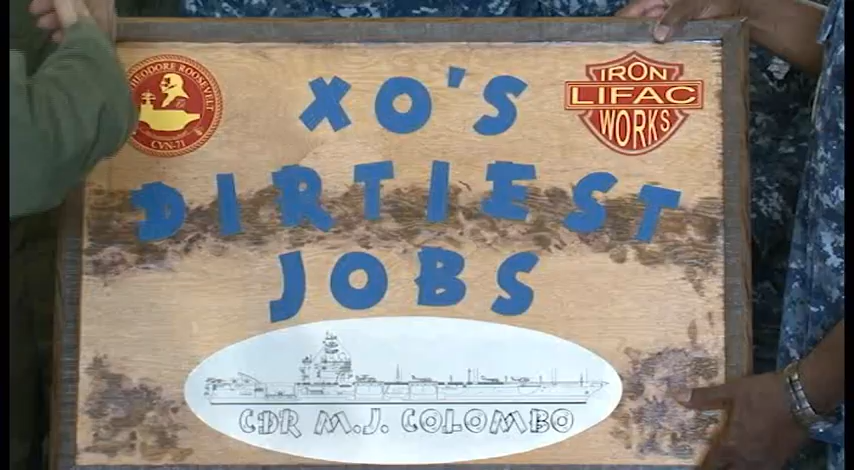 THEODORE ROOSEVELT
CVN-71
XO'S
IRON
LIFAC
WORKS
DIRTIEST
JOBS
CDR M.J. COLOMBO